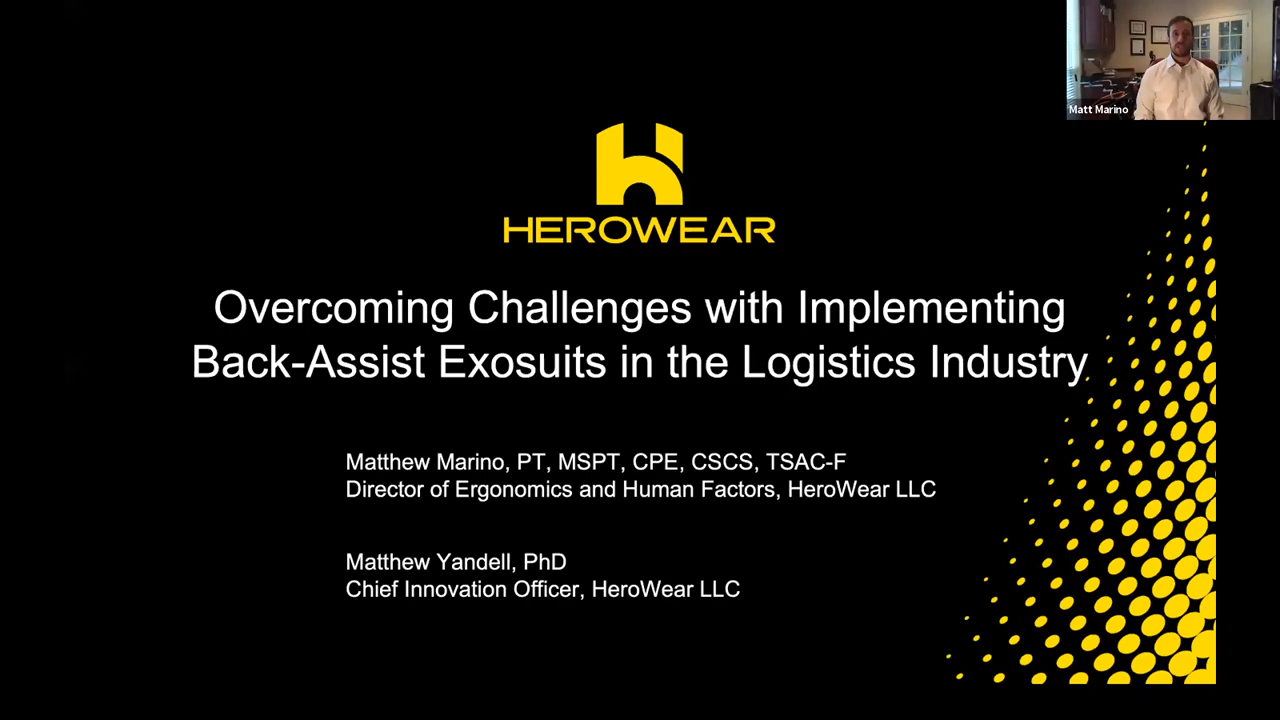 Matt Marino
HEROWEAR
Overcoming Challenges with Implementing
Back-Assist Exosuits in the Logistics Industry
Matthew Marino, PT, MSPT, CPE, CSCS, TSAC-F
Director of Ergonomics and Human Factors, HeroWear LLC
Matthew Yandell, PhD
Chief Innovation Officer, HeroWear LLC